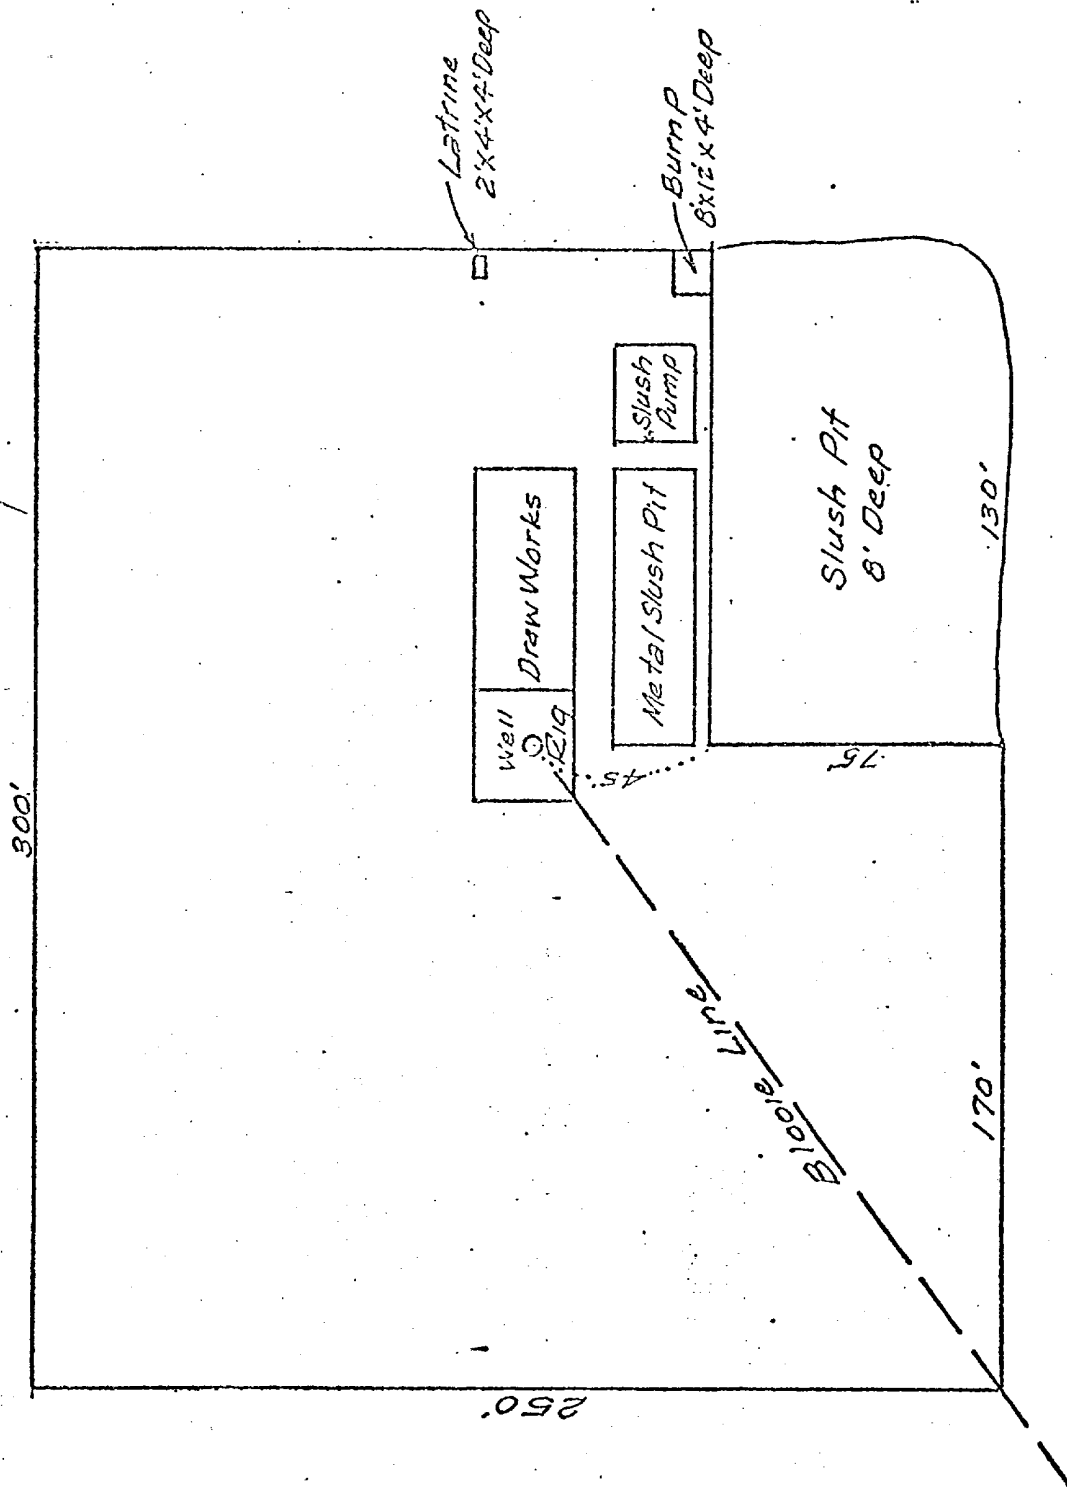 300'
Latrine
2'x4'x4' Deep
Burn P
8'x12'x4' Deep
Well
Rig
Draw Works
Metal Slush Pit
Slush
Pump
45'
Slush Pit
8' Deep
75'
130'
Blooie Line
170'
250'